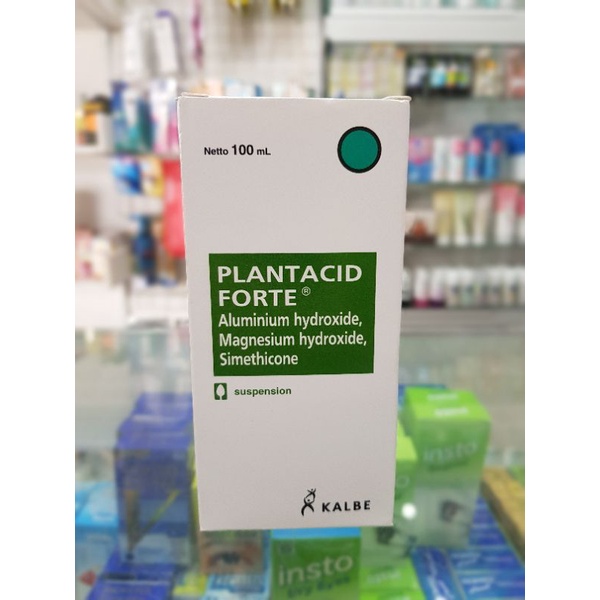 Netto 100 mL
PLANTACID
FORTE ®
Aluminium hydroxide,
Magnesium hydroxide,
Simethicone
suspension
KALBE
insto
insto